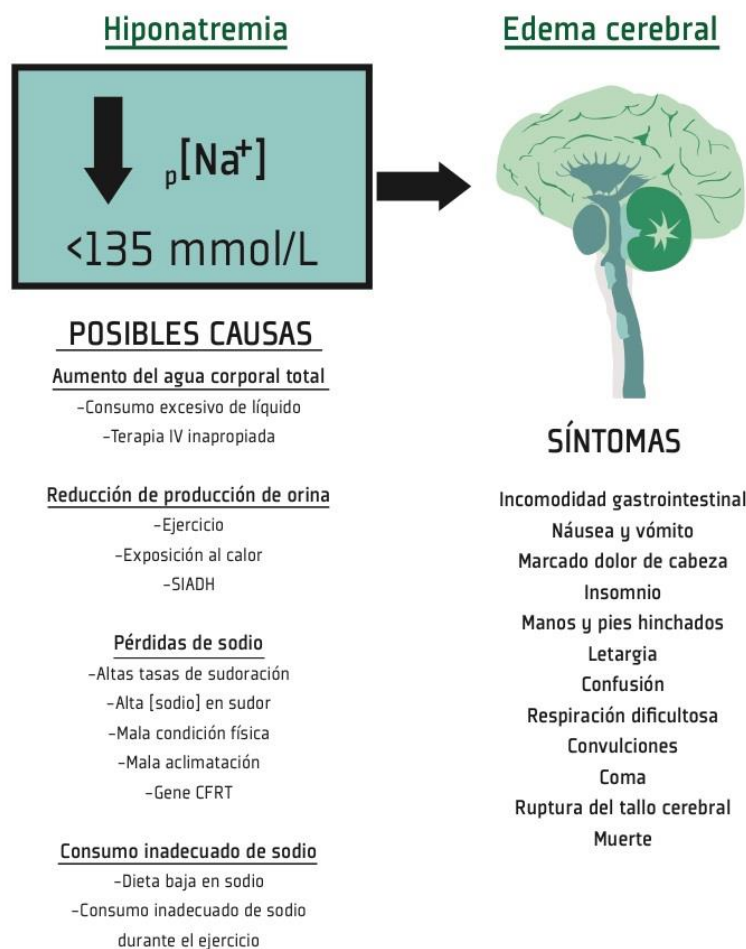 Hiponatremia
p[Na+]
<135 mmol/L
POSIBLES CAUSAS
Aumento del agua corporal total
-Consumo excesivo de líquido
-Terapia IV inapropiada
Reducción de producción de orina
-Ejercicio
-Exposición al calor
-SIADH
Pérdidas de sodio
-Altas tasas de sudoración
-Alta [sodio] en sudor
-Mala condición física
-Mala aclimatación
-Gene CFRT
Consumo inadecuado de sodio
-Dieta baja en sodio
-Consumo inadecuado de sodio
durante el ejercicio
Edema cerebral
SÍNTOMAS
Incomodidad gastrointestinal
Náusea y vómito
Marcado dolor de cabeza
Insomnio
Manos y pies hinchados
Letargia
Confusión
Respiración dificultosa
Convulciones
Coma
Ruptura del tallo cerebral
Muerte